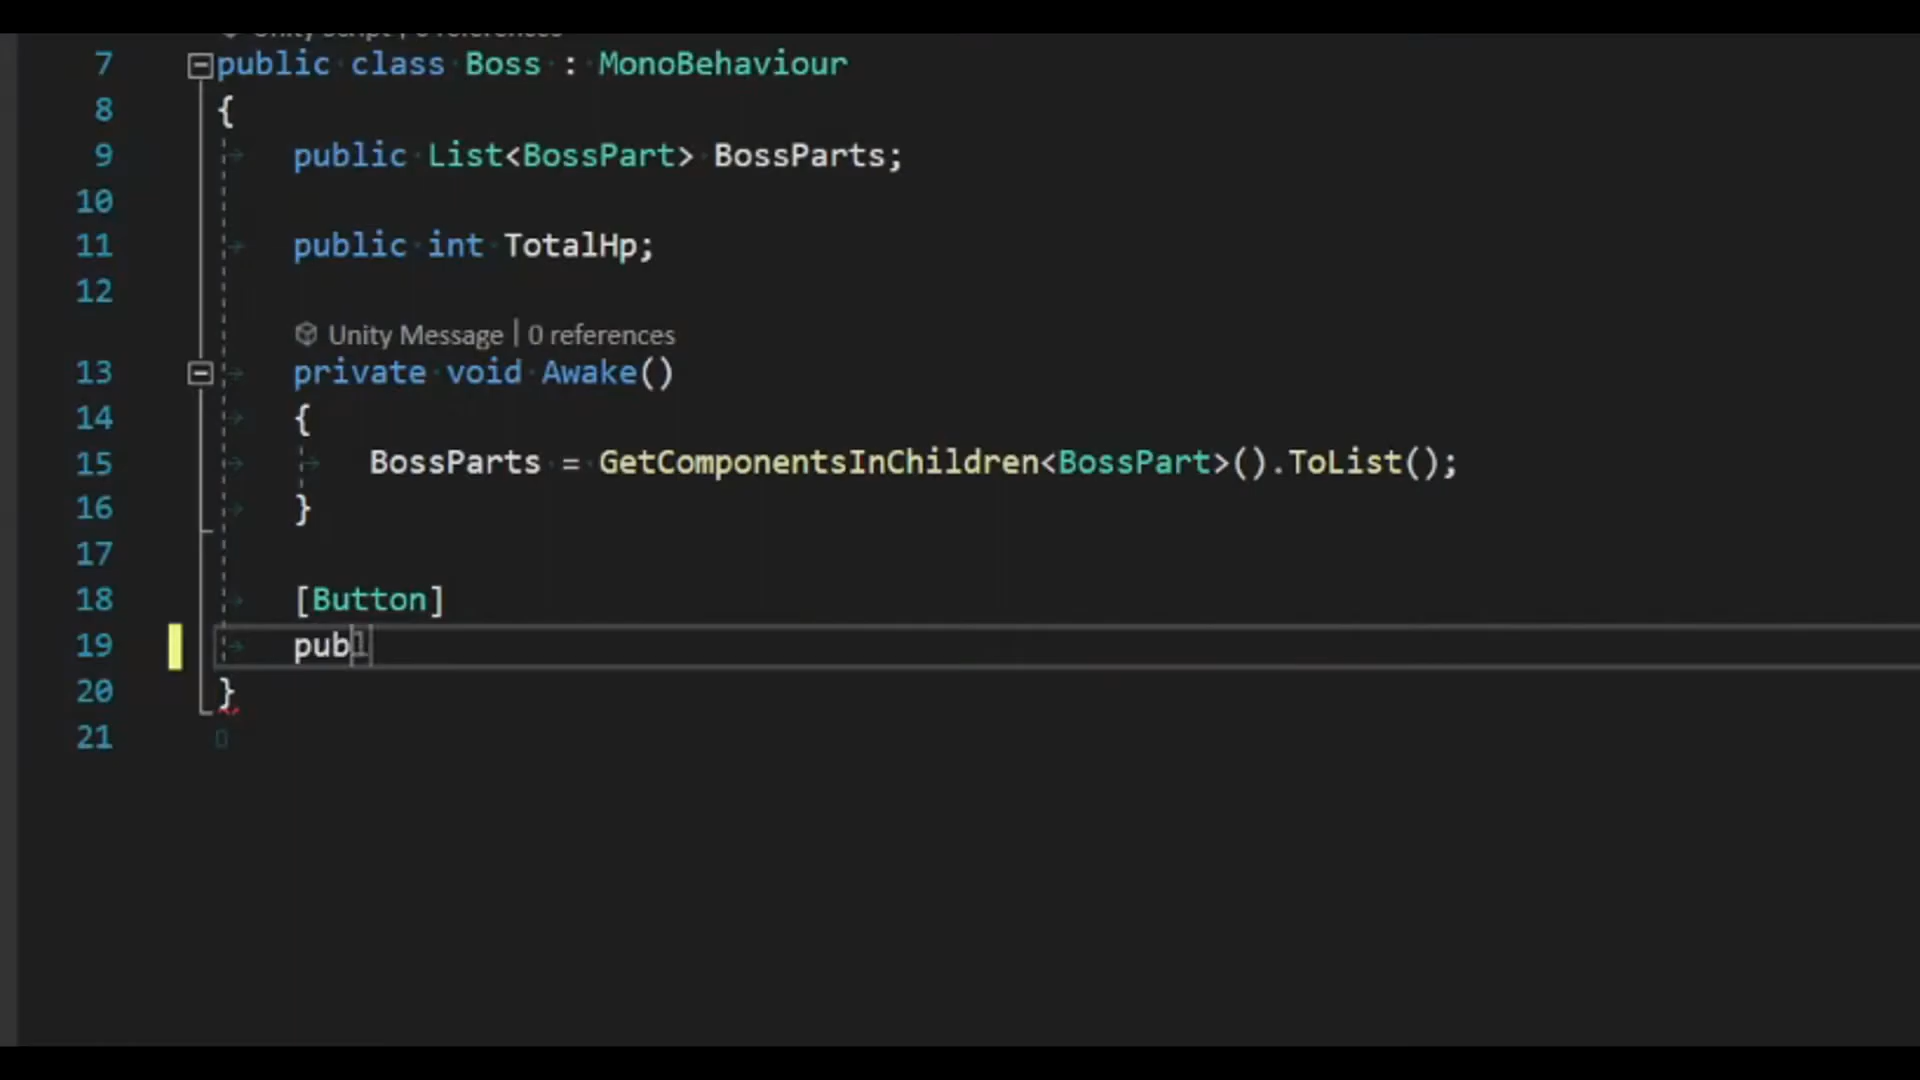 7 public class Boss : MonoBehaviour
8 {
9 public List<BossPart> BossParts;
10
11 public int TotalHp;
12
Unity Message | 0 references
13 private void Awake()
14 {
15 BossParts = GetComponentsInChildren<BossPart>().ToList();
16 }
17
18 [Button]
19 publ
20 }
21